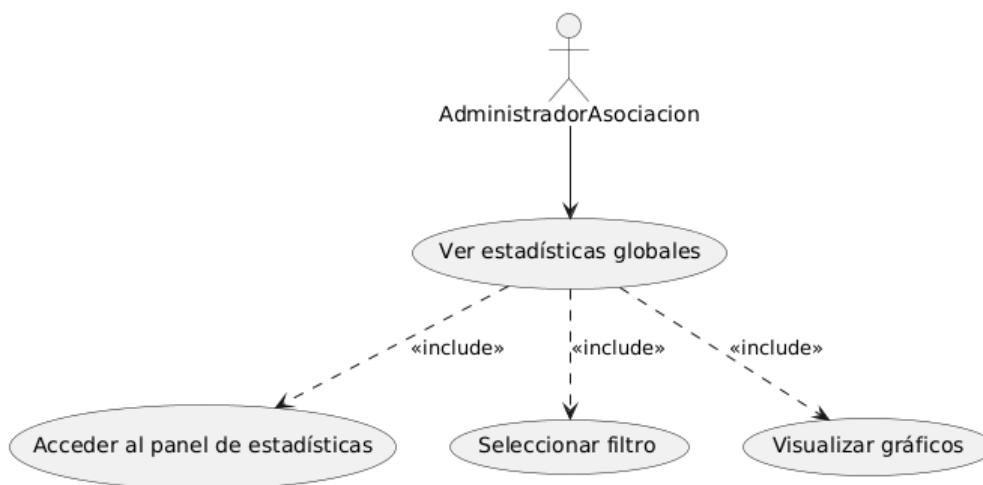 AdministradorAsociacion
Ver estadísticas globales
«include»
«include»
«include»
Acceder al panel de estadísticas
Seleccionar filtro
Visualizar gráficos